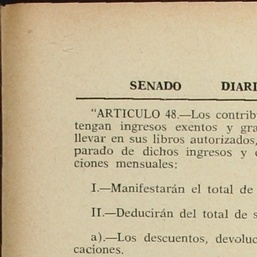 SENADO DIARI
"ARTICULO 48.—Los contrib
tengan ingresos exentos y gra
llevar en sus libros autorizados,
parado de dichos ingresos y
ciones mensuales:
I.—Manifestarán el total de
II.—Deducirán del total de s
a).—Los descuentos, devoluc
caciones.